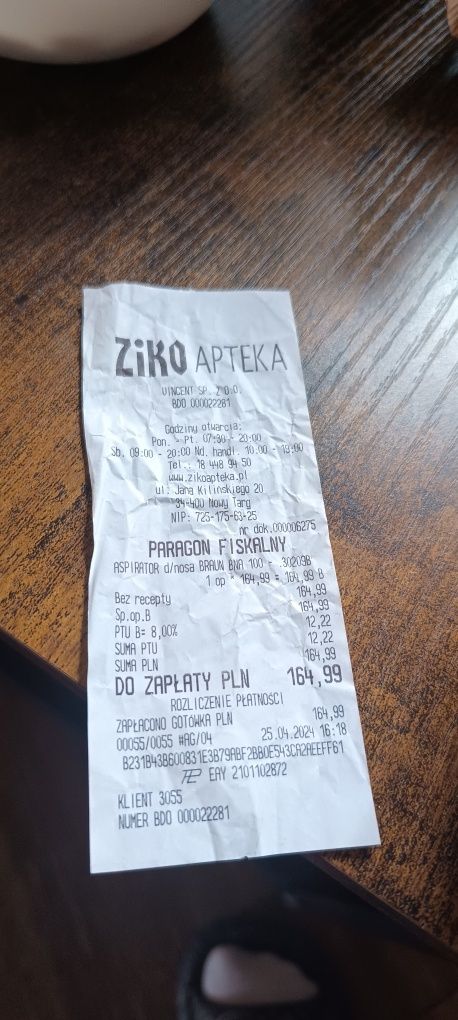 ZiKO APTEKA
VINCENT SP. Z O.O.
BDO 000022281
Godziny otwarcia:
Pon. - Pt. 07:30 - 20:00
Sb. 09:00 - 20:00 Nd. handl. 10:00 - 19:00
Tel.: 18 448 94 50
www.zikoapteka.pl
ul. Jana Kilińskiego 20
34-400 Nowy Targ
NIP: 725-175-63-25
nr dok.000006275
PARAGON FISKALNY
ASPIRATOR d/nosa BRAUN BNA 100 - .302098
1 op * 164,99 = 164,99 B
Bez recepty 164,99
Sp.op.B 164,99
PTU B= 8,00% 12,22
SUMA PTU 12,22
SUMA PLN 164,99
DO ZAPŁATY PLN 164,99
ROZLICZENIE PŁATNOŚCI
ZAPŁACONO GOTÓWKA PLN 164,99
00055/0055 #AG/04 25.04.2024 16:18
B231B43B600831E3B79ABF2BB0E543CA2AEEFF61
EAY 2101102872
KLIENT 3055
NUMER BDO 000022281